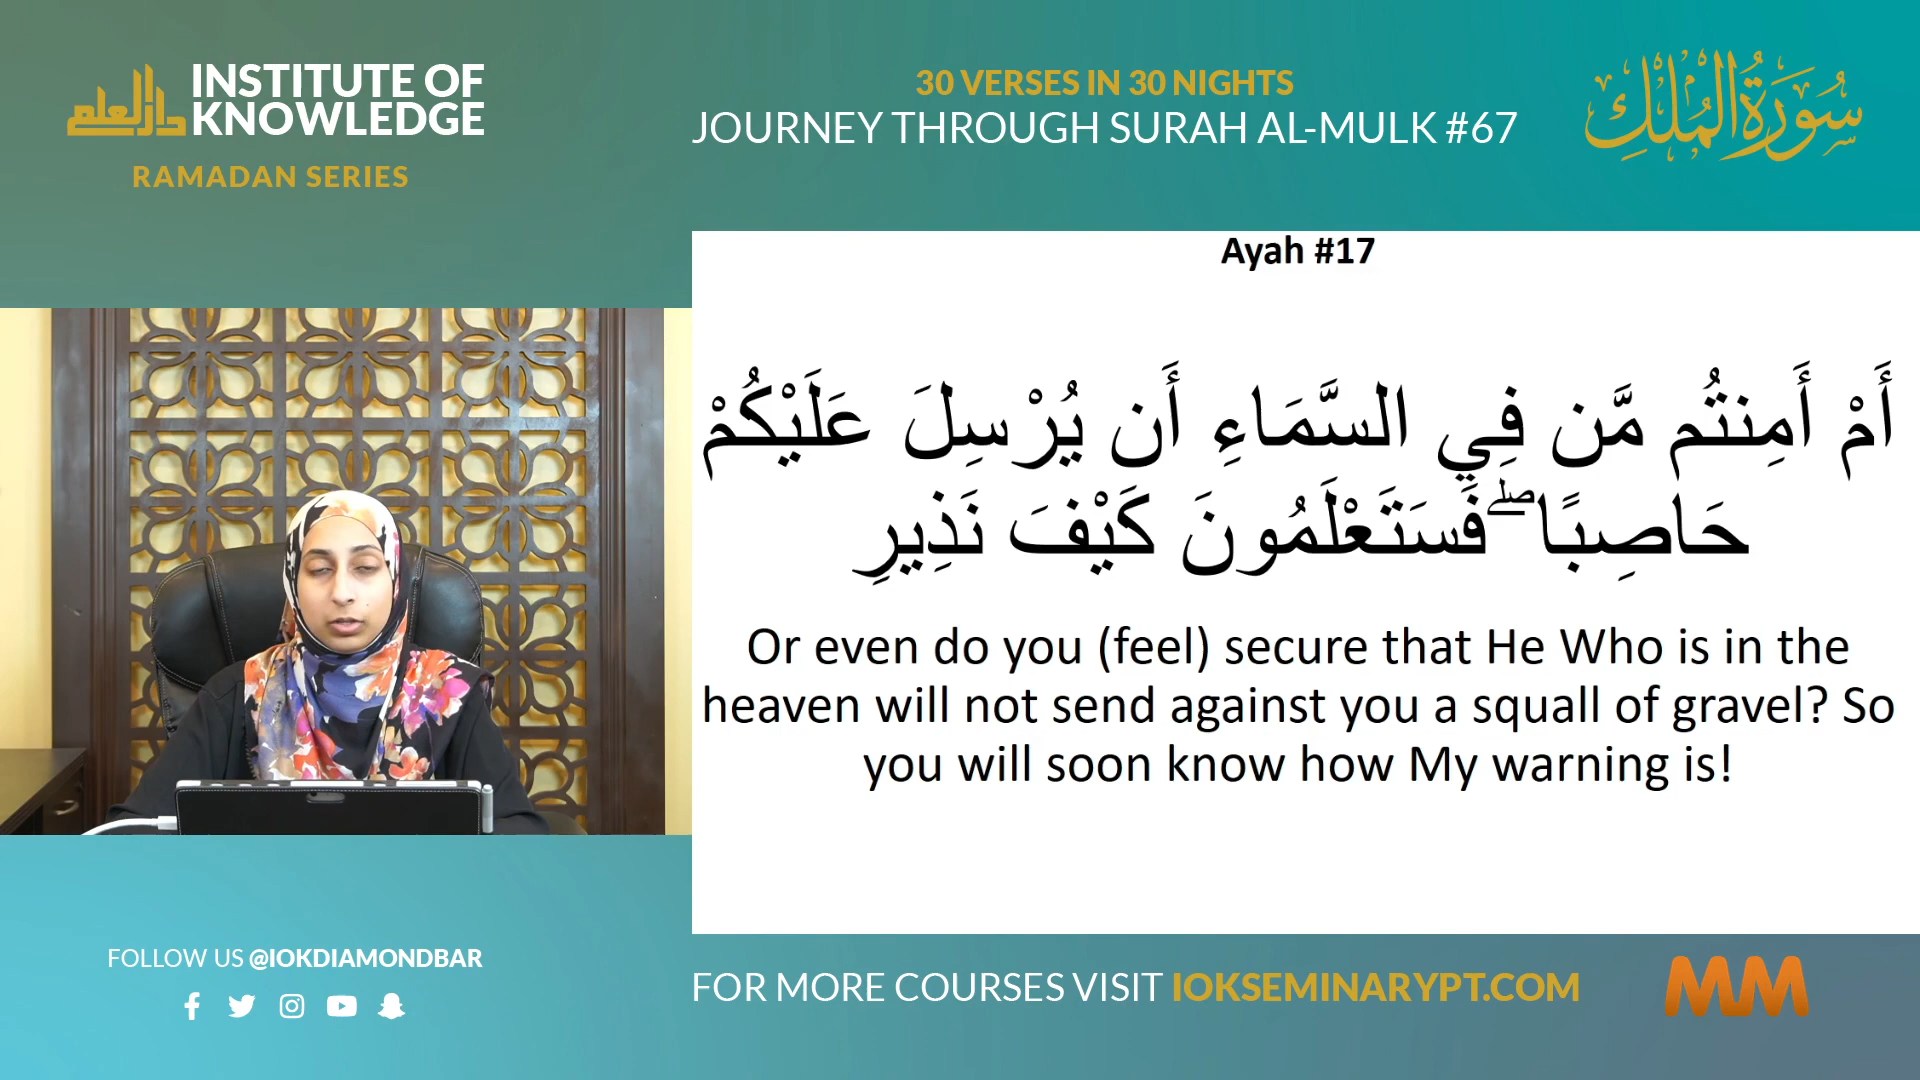 دار العلم
INSTITUTE OF
KNOWLEDGE
RAMADAN SERIES
30 VERSES IN 30 NIGHTS
JOURNEY THROUGH SURAH AL-MULK #67
سُورَةُ المُلْكِ
Ayah #17
أَمْ أَمِنتُم مَّن فِي السَّمَاءِ أَن يُرْسِلَ عَلَيْكُمْ
حَاصِبًا ۖ فَسَتَعْلَمُونَ كَيْفَ نَذِيرِ
Or even do you (feel) secure that He Who is in the
heaven will not send against you a squall of gravel? So
you will soon know how My warning is!
FOLLOW US @IOKDIAMONDBAR
FOR MORE COURSES VISIT IOKSEMINARYPT.COM
MM